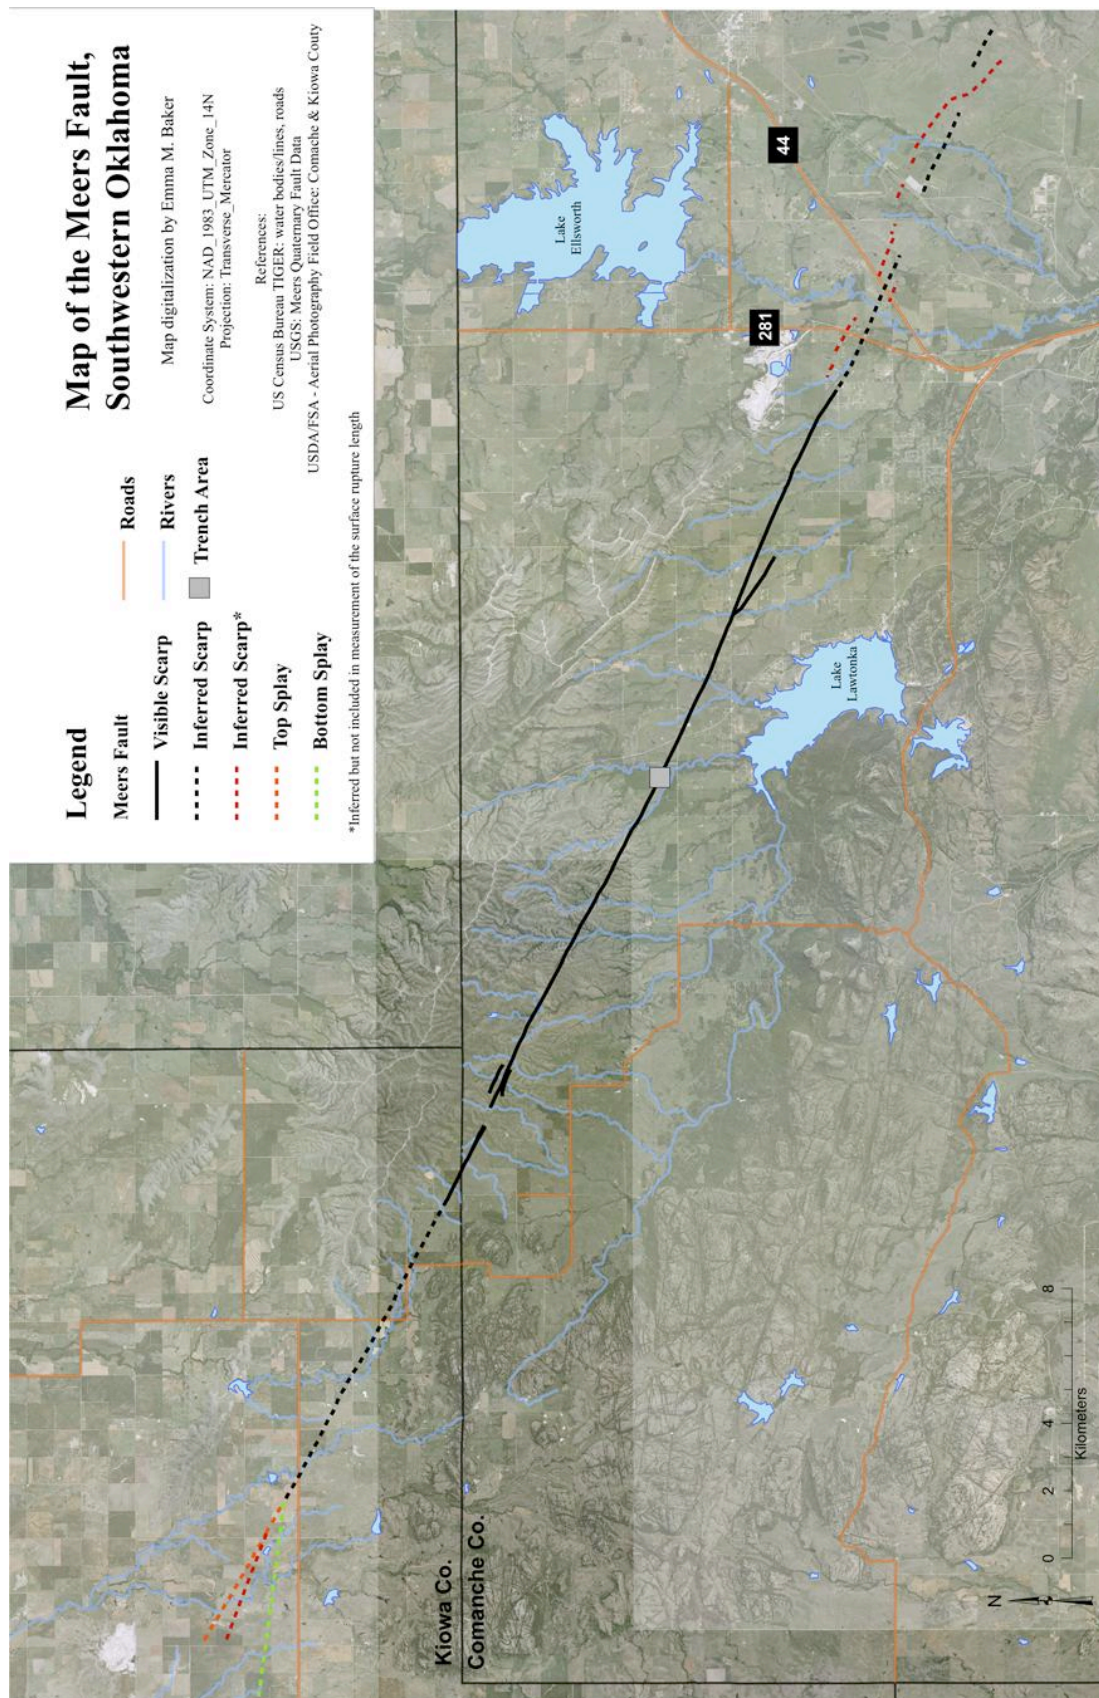 Map of the Meers Fault,
Southwestern Oklahoma
Map digitalization by Emma M. Baker
Coordinate System: NAD_1983_UTM_Zone_14N
Projection: Transverse_Mercator
References:
US Census Bureau TIGER: water bodies/lines, roads
USGS: Meers Quaternary Fault Data
USDA/FSA - Aerial Photography Field Office: Comache & Kiowa Couty
Legend
Meers Fault
Visible Scarp
Inferred Scarp
Inferred Scarp*
Top Splay
Bottom Splay
Roads
Rivers
Trench Area
*Inferred but not included in measurement of the surface rupture length
Kiowa Co.
Comanche Co.
Lake
Ellsworth
Lake
Lawtonka
281
44
N
0 2 4 8
Kilometers